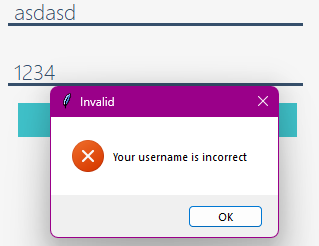 asdasd
1234
Invalid
Your username is incorrect
OK